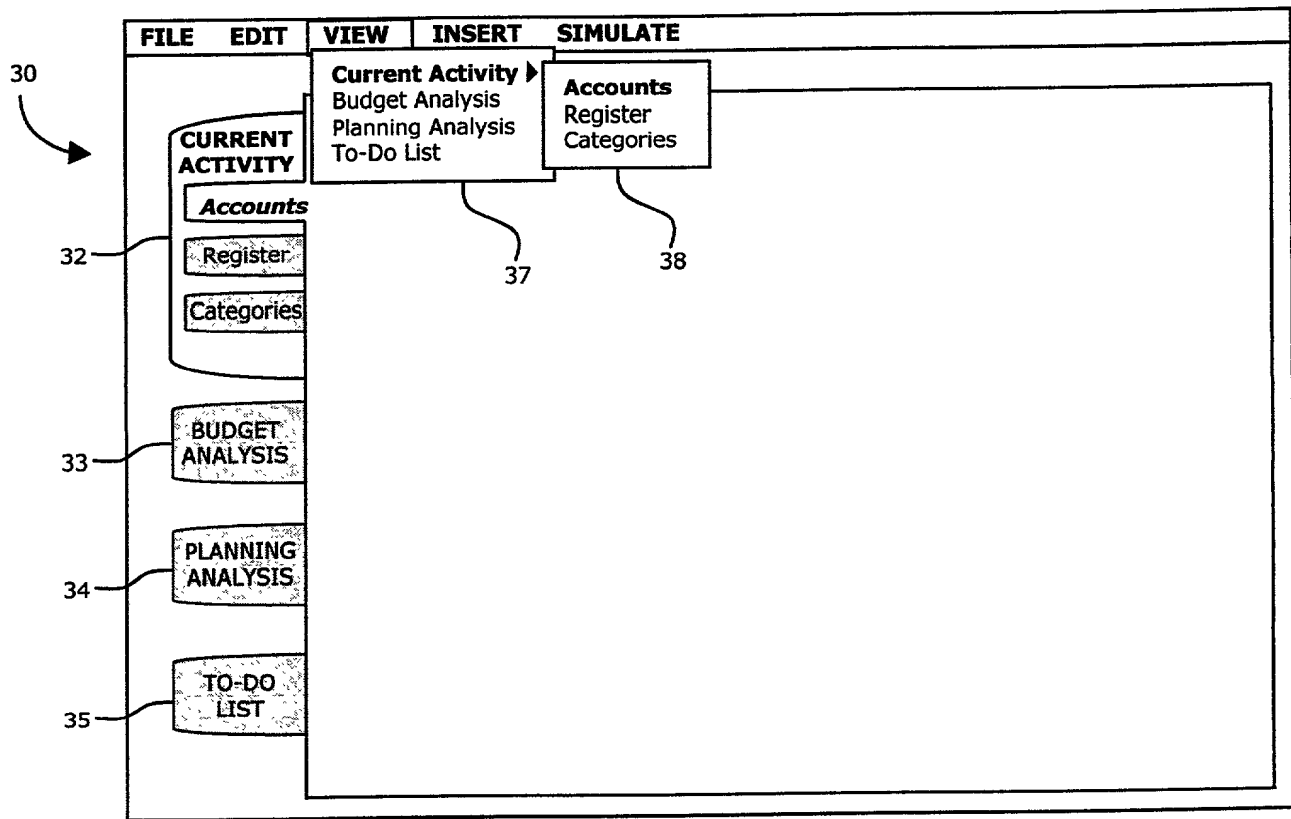 FILE EDIT VIEW INSERT SIMULATE
30
Current Activity
Budget Analysis
Planning Analysis
To-Do List
Accounts
Register
Categories
37
38
CURRENT
ACTIVITY
Accounts
Register
Categories
32
BUDGET
ANALYSIS
33
PLANNING
ANALYSIS
34
TO-DO
LIST
35